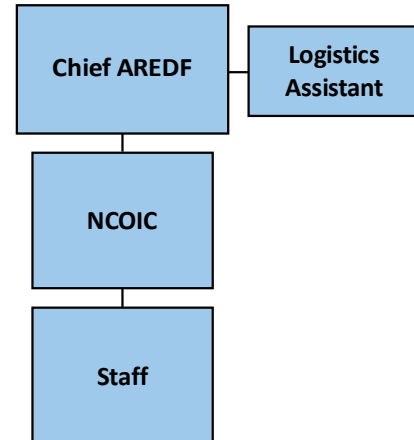 Chief AREDF
Logistics
Assistant
NCOIC
Staff